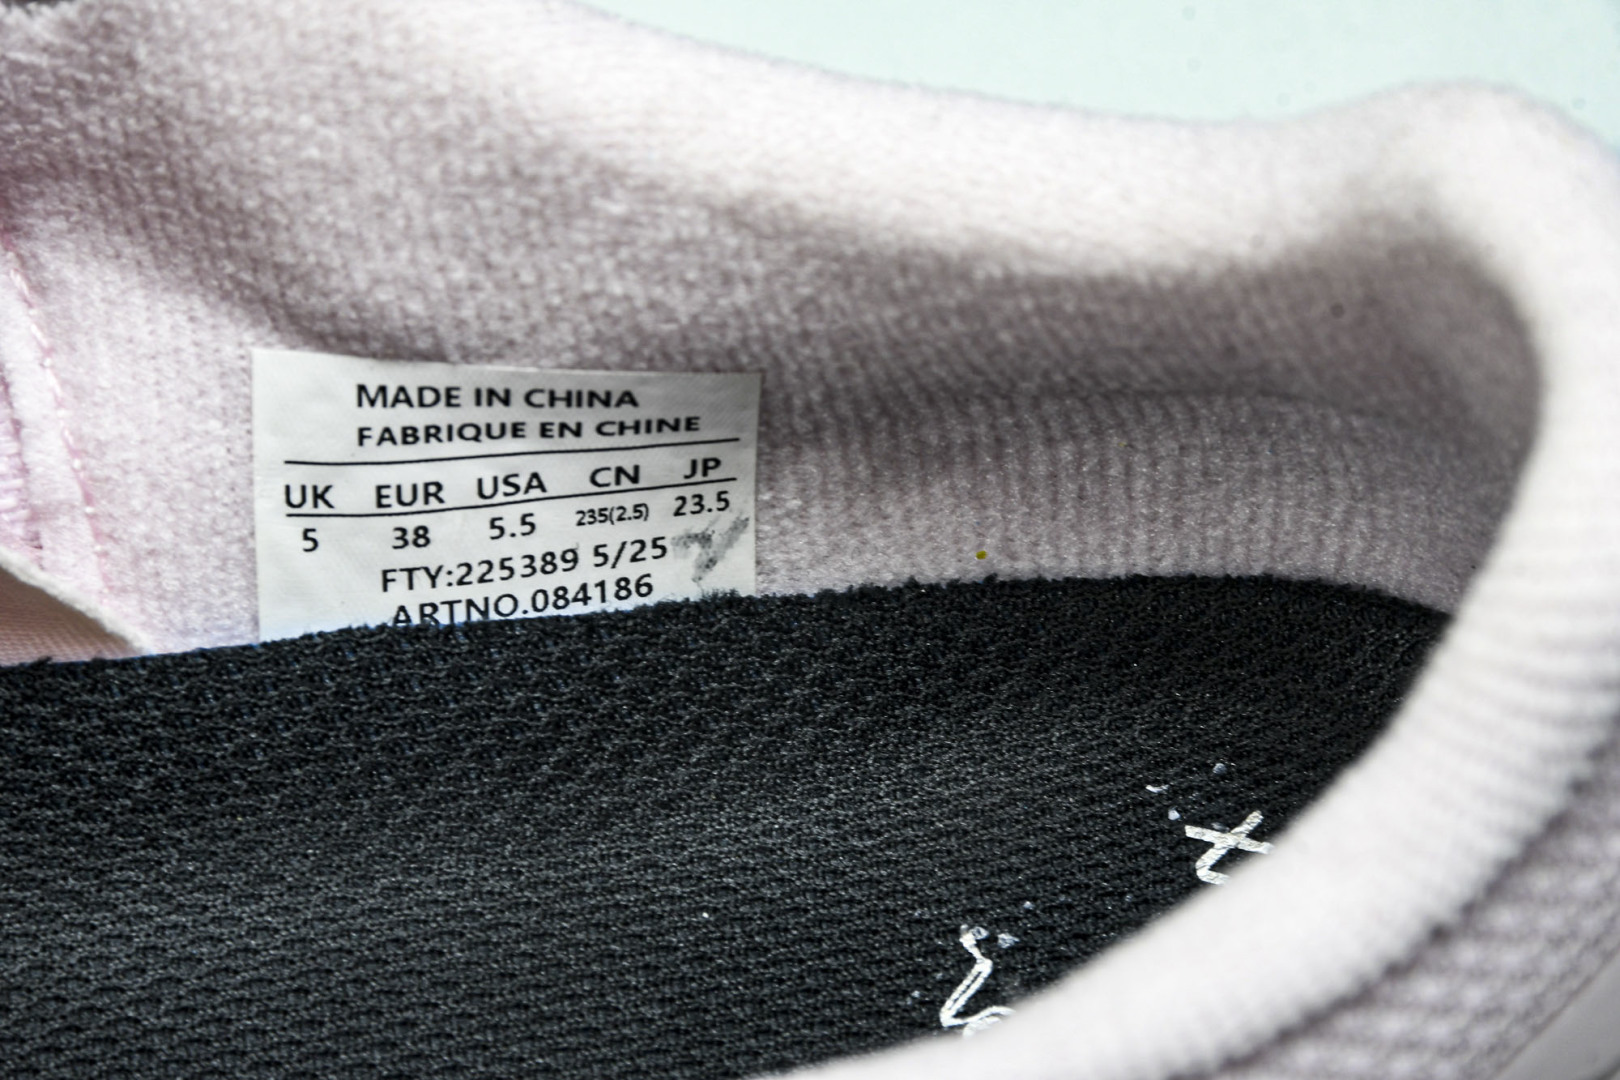 MADE IN CHINA
FABRIQUE EN CHINE
UK EUR USA CN JP
5 38 5.5 235(2.5) 23.5
FTY:225389 5/25
ARTNO.084186